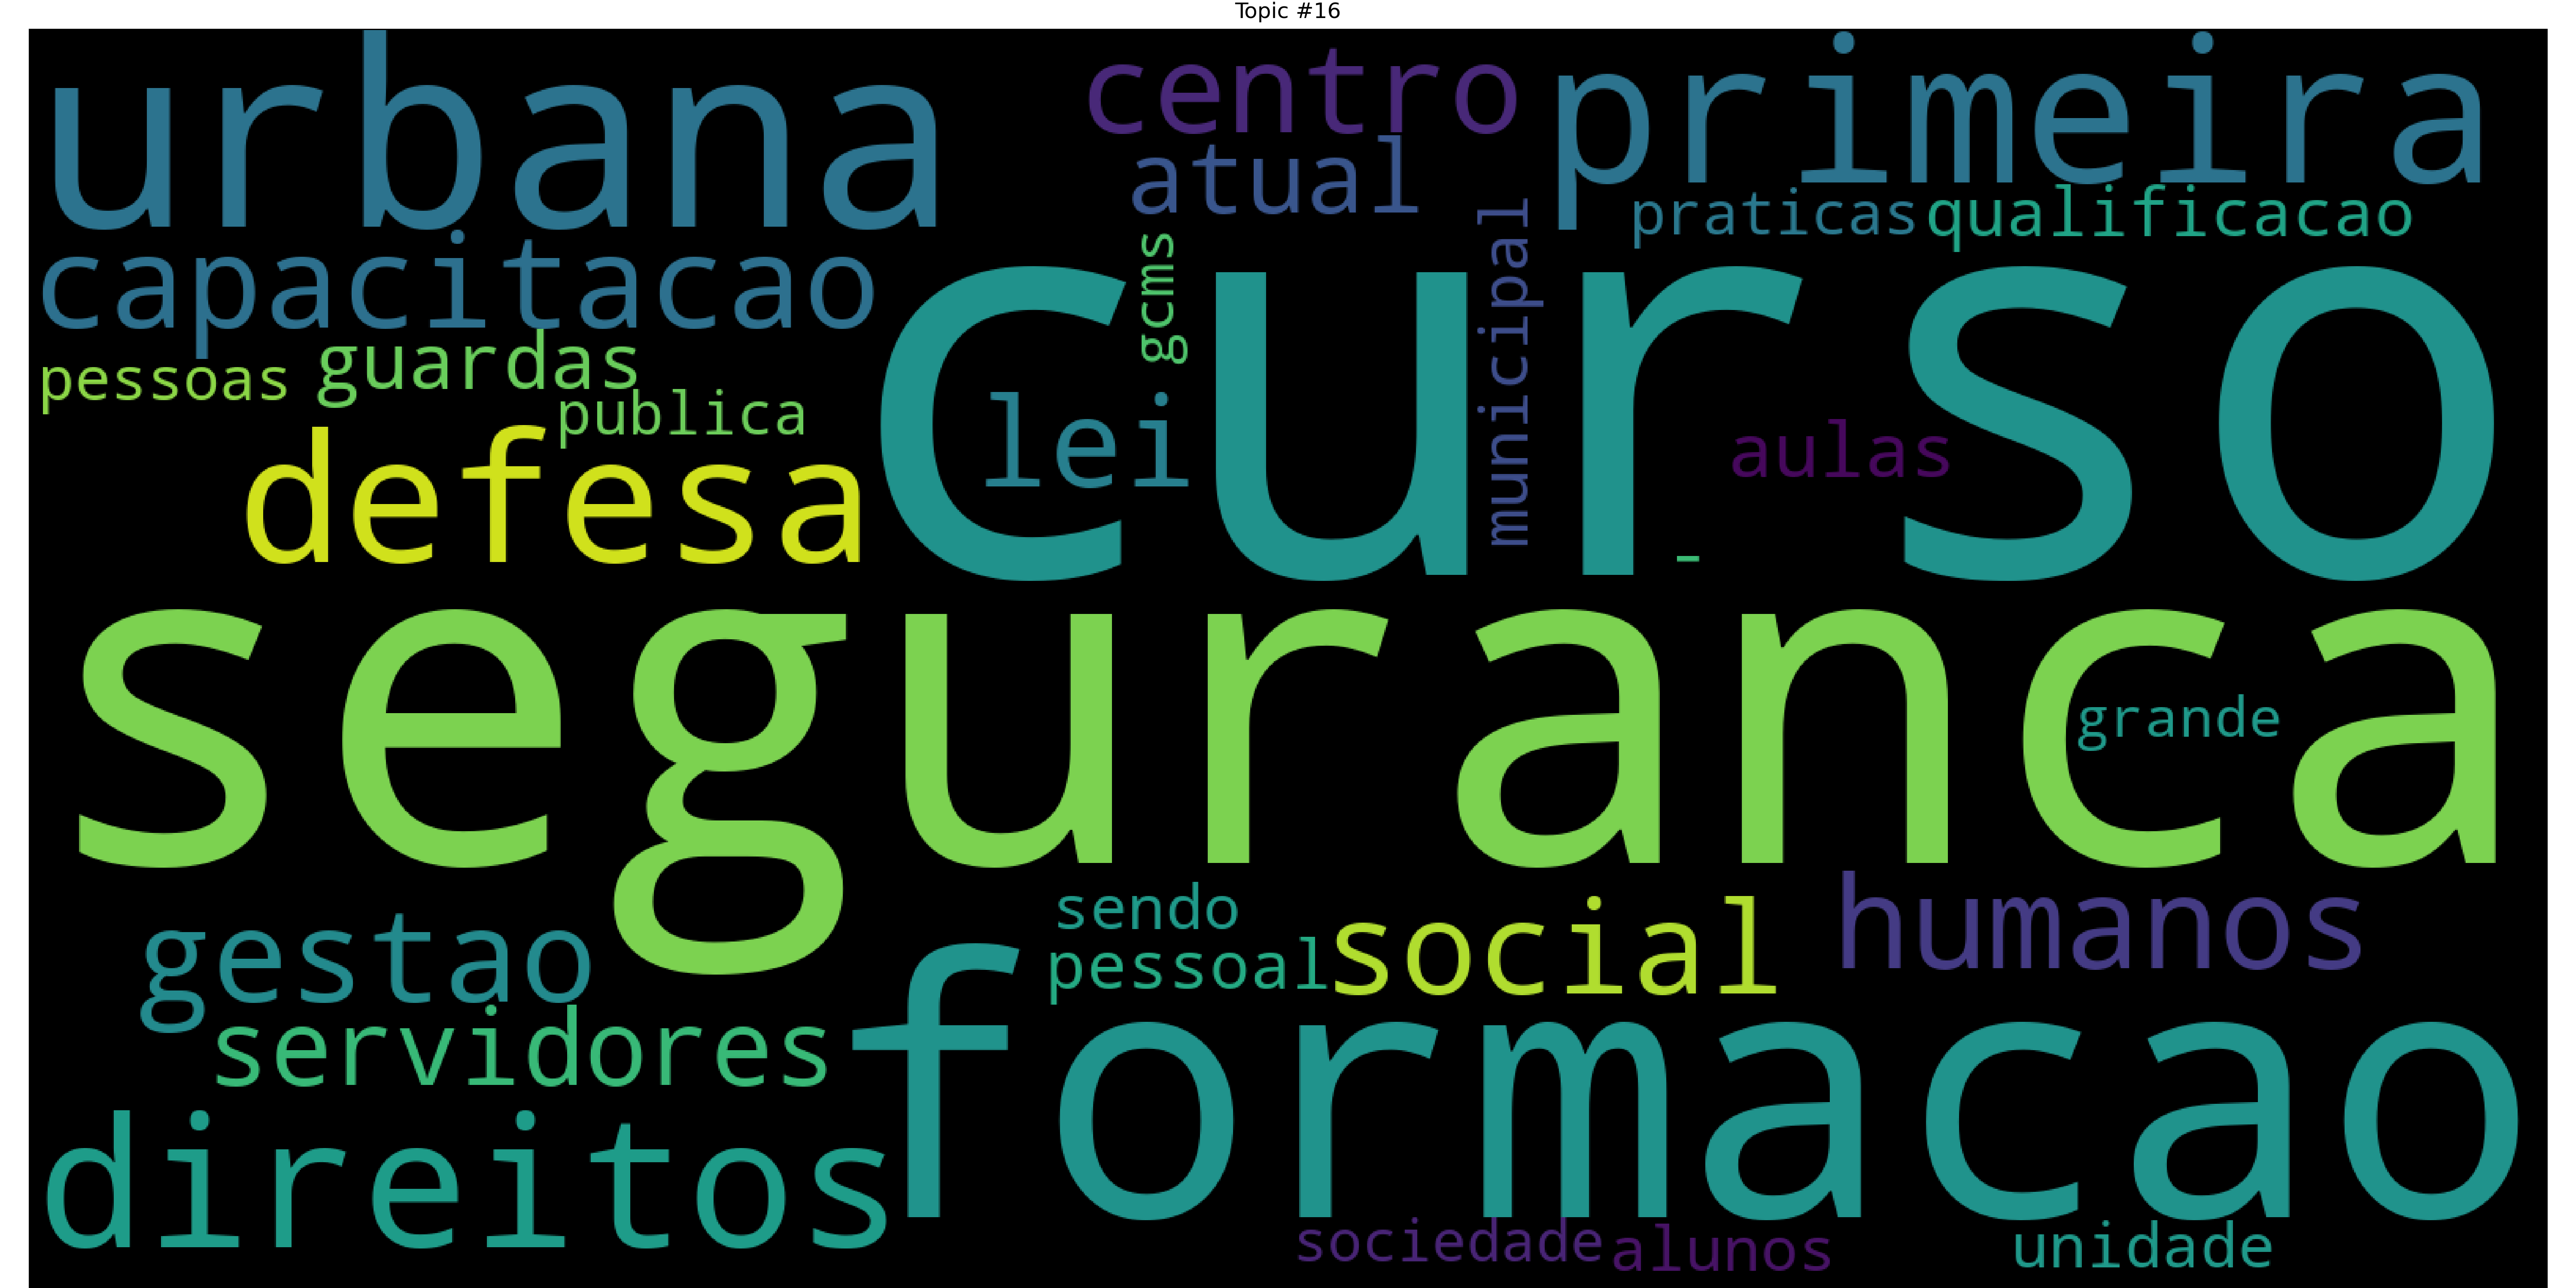 Topic #16
urbana
centro
primeira
atual
praticas
qualificacao
capacitacao
gcms
municipal
curso
pessoas
guardas
publica
lei
aulas
defesa
-
seguranca
grande
sendo
humanos
gestao
pessoal
social
servidores
formacao
direitos
sociedade
alunos
unidade